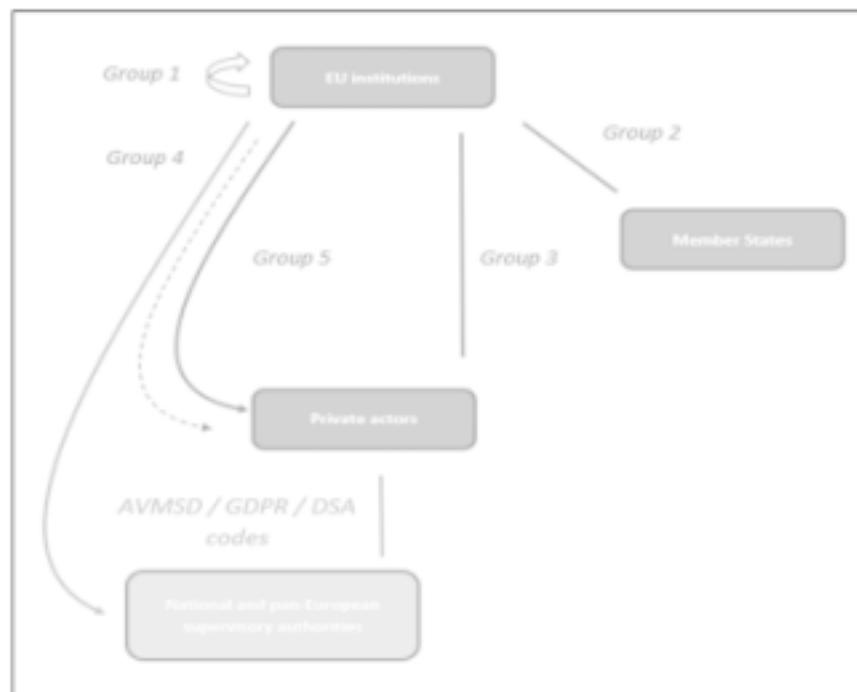 Group 1
EU institutions
Group 2
Group 4
Member States
Group 5
Group 3
Private actors
AVMSD / GDPR / DSA
codes
National and pan-European
supervisory authorities